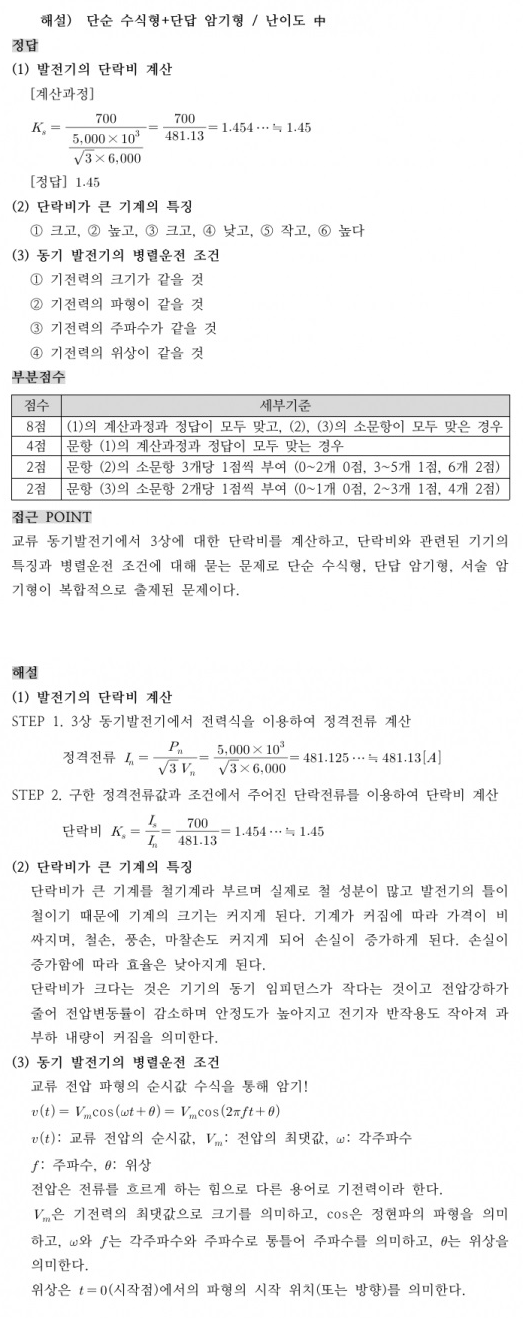 해설) 단순 수식형+단답 암기형 / 난이도 中
정답
(1) 발전기의 단락비 계산
[계산과정]
K_s = 700 / (5,000×10^3 / (√3×6,000)) = 700 / 481.13 = 1.454 ⋯ ≒ 1.45
[정답] 1.45
(2) 단락비가 큰 기계의 특징
① 크고, ② 높고, ③ 크고, ④ 낮고, ⑤ 작고, ⑥ 높다
(3) 동기 발전기의 병렬운전 조건
① 기전력의 크기가 같을 것
② 기전력의 파형이 같을 것
③ 기전력의 주파수가 같을 것
④ 기전력의 위상이 같을 것
부분점수
점수 세부기준
8점 (1)의 계산과정과 정답이 모두 맞고, (2), (3)의 소문항이 모두 맞은 경우
4점 문항 (1)의 계산과정과 정답이 모두 맞는 경우
2점 문항 (2)의 소문항 3개당 1점씩 부여 (0~2개 0점, 3~5개 1점, 6개 2점)
2점 문항 (3)의 소문항 2개당 1점씩 부여 (0~1개 0점, 2~3개 1점, 4개 2점)
접근 POINT
교류 동기발전기에서 3상에 대한 단락비를 계산하고, 단락비와 관련된 기기의
특징과 병렬운전 조건에 대해 묻는 문제로 단순 수식형, 단답 암기형, 서술 암
기형이 복합적으로 출제된 문제이다.
해설
(1) 발전기의 단락비 계산
STEP 1. 3상 동기발전기에서 전력식을 이용하여 정격전류 계산
정격전류 I_n = P_n / (√3 V_n) = 5,000×10^3 / (√3×6,000) = 481.125 ⋯ ≒ 481.13[A]
STEP 2. 구한 정격전류값과 조건에서 주어진 단락전류를 이용하여 단락비 계산
단락비 K_s = I_s / I_n = 700 / 481.13 = 1.454 ⋯ ≒ 1.45
(2) 단락비가 큰 기계의 특징
단락비가 큰 기계를 철기계라 부르며 실제로 철 성분이 많고 발전기의 틀이
철이기 때문에 기계의 크기는 커지게 된다. 기계가 커짐에 따라 가격이 비
싸지며, 철손, 풍손, 마찰손도 커지게 되어 손실이 증가하게 된다. 손실이
증가함에 따라 효율은 낮아지게 된다.
단락비가 크다는 것은 기기의 동기 임피던스가 작다는 것이고 전압강하가
줄어 전압변동률이 감소하며 안정도가 높아지고 전기자 반작용도 작아져 과
부하 내량이 커짐을 의미한다.
(3) 동기 발전기의 병렬운전 조건
교류 전압 파형의 순시값 수식을 통해 암기!
v(t) = V_m cos(ωt+θ) = V_m cos(2πft+θ)
v(t): 교류 전압의 순시값, V_m: 전압의 최댓값, ω: 각주파수
f: 주파수, θ: 위상
전압은 전류를 흐르게 하는 힘으로 다른 용어로 기전력이라 한다.
V_m은 기전력의 최댓값으로 크기를 의미하고, cos은 정현파의 파형을 의미
하고, ω와 f는 각주파수와 주파수로 통틀어 주파수를 의미하고, θ는 위상을
의미한다.
위상은 t=0(시작점)에서의 파형의 시작 위치(또는 방향)를 의미한다.